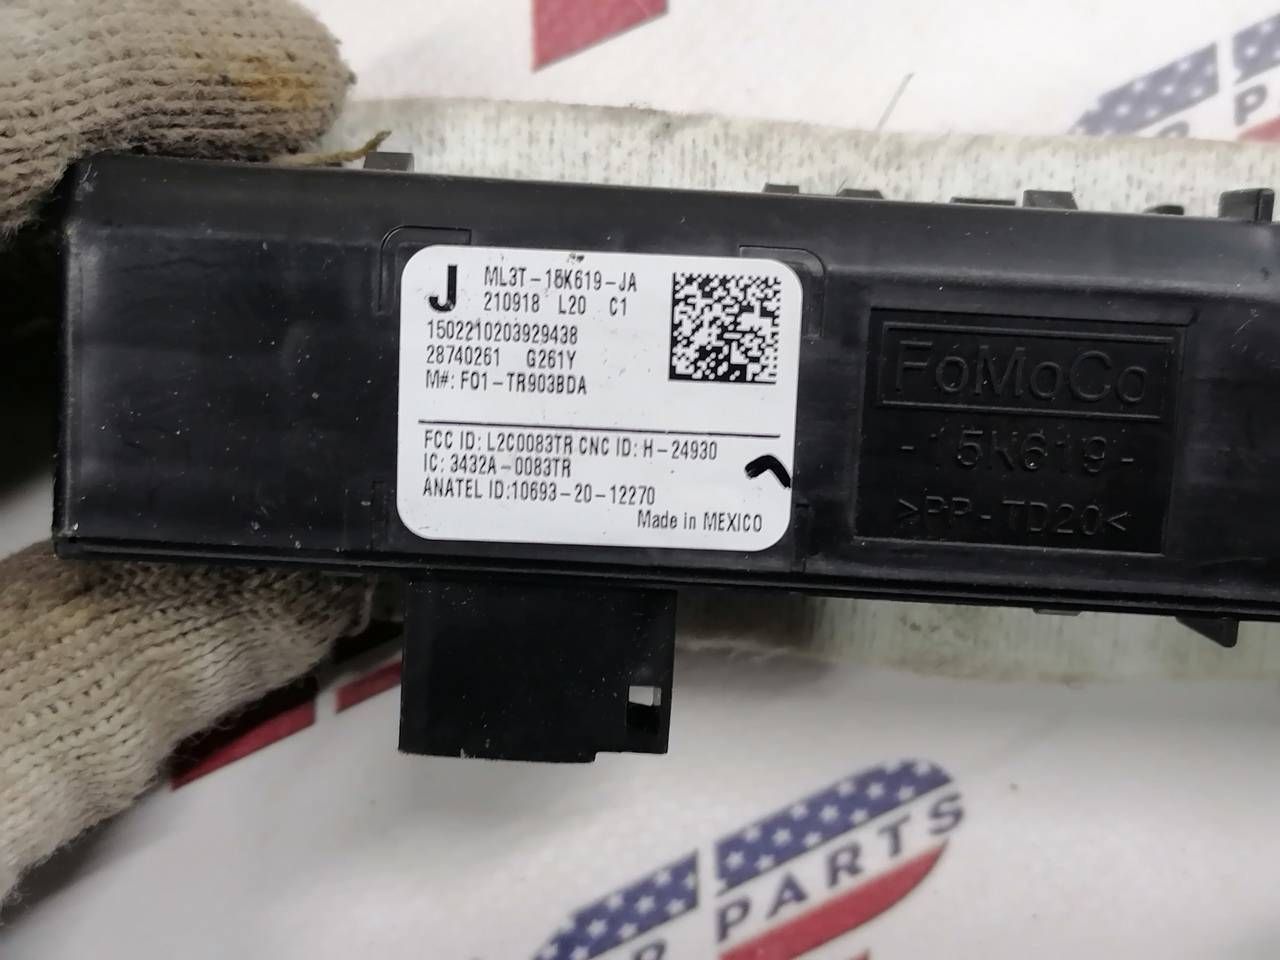 J
ML3T-15K619-JA
210918 L20 C1
1502210203929438
28740261 G261Y
M#: F01-TR903BDA
FCC ID: L2C0083TR CNC ID: H-24930
IC: 3432A-0083TR
ANATEL ID:10693-20-12270
Made in MEXICO
FoMoCo
-15K619-
>PP-TD20<
P
PARTS